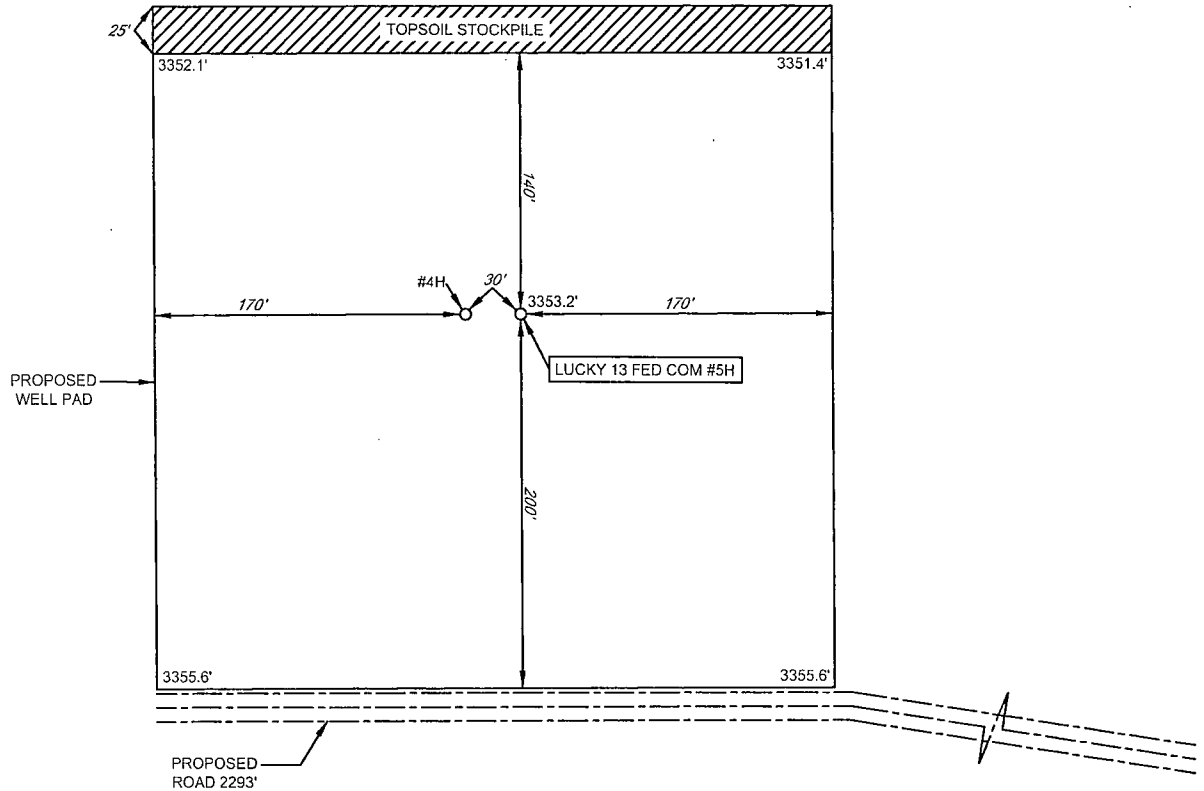 25'
TOPSOIL STOCKPILE
3352.1'
3351.4'
140'
#4H
30'
3353.2'
170'
170'
LUCKY 13 FED COM #5H
PROPOSED
WELL PAD
200'
3355.6'
3355.6'
PROPOSED
ROAD 2293'